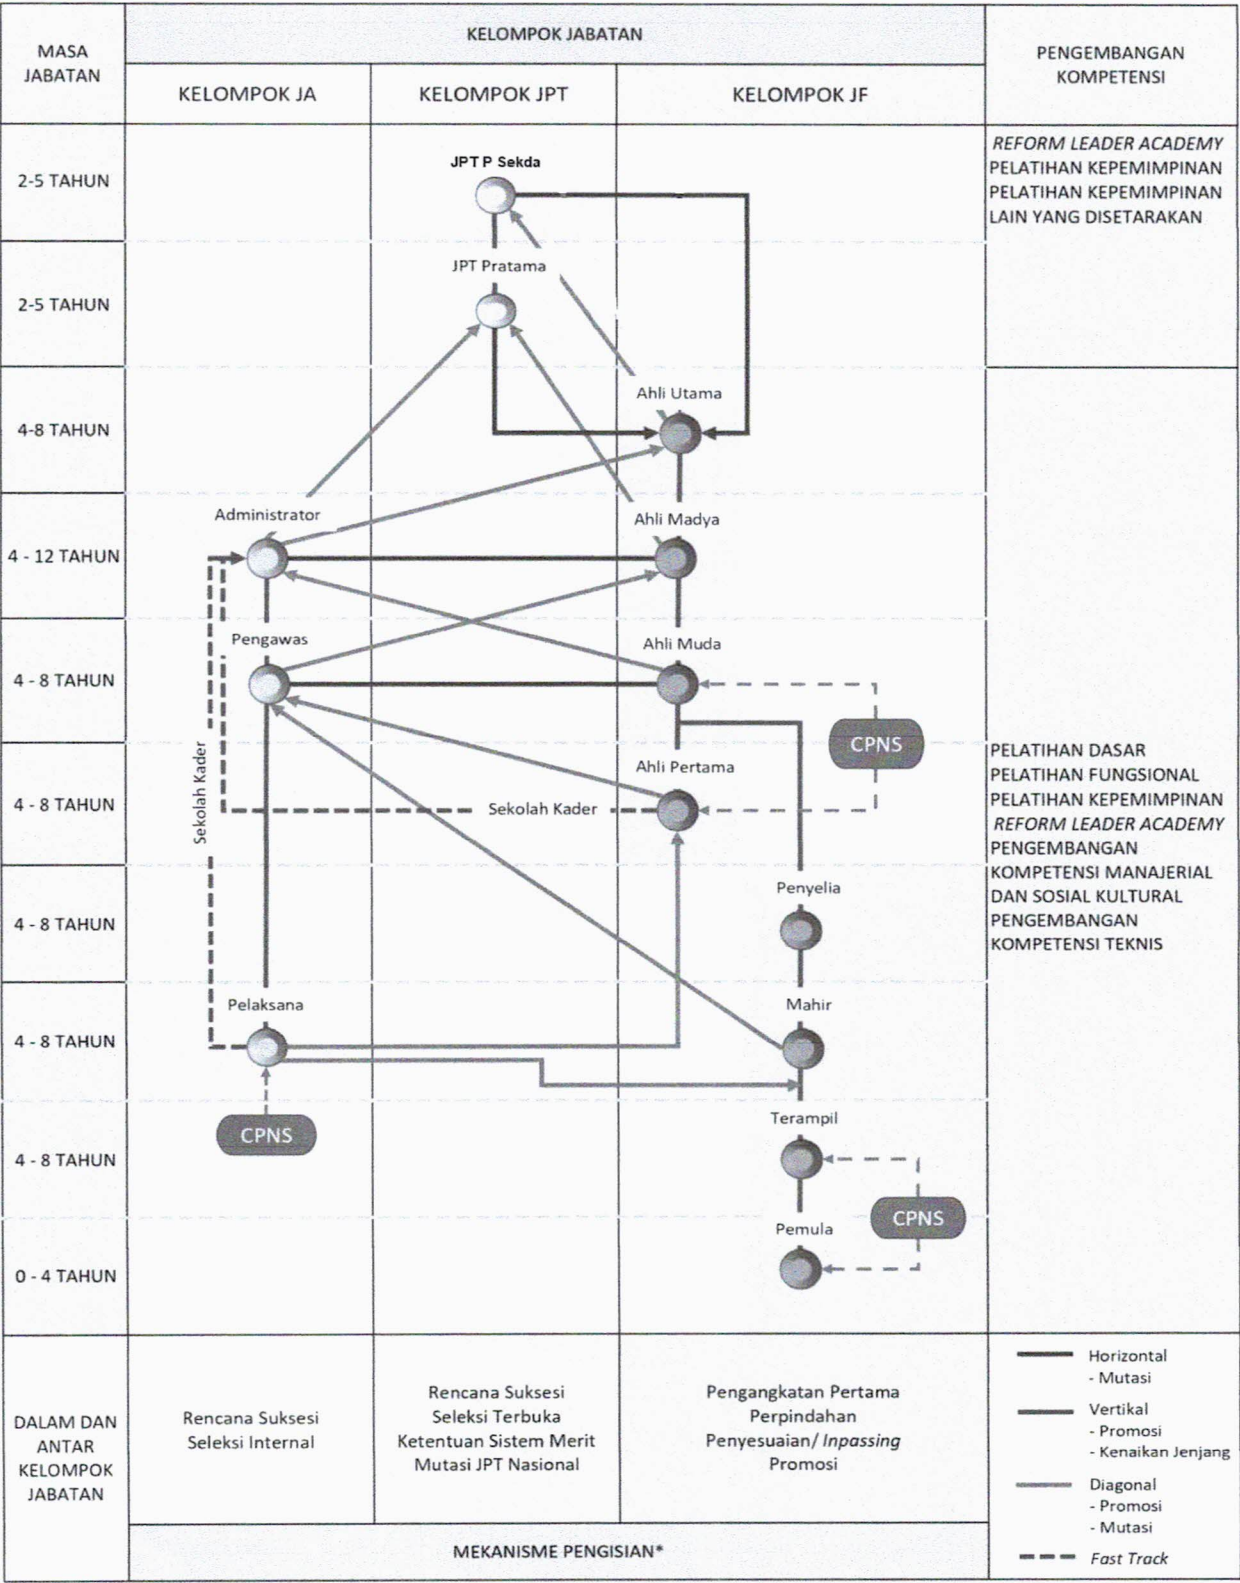 MASA
JABATAN
KELOMPOK JABATAN
PENGEMBANGAN
KOMPETENSI
KELOMPOK JA
KELOMPOK JPT
KELOMPOK JF
2-5 TAHUN
JPT P Sekda
REFORM LEADER ACADEMY
PELATIHAN KEPEMIMPINAN
PELATIHAN KEPEMIMPINAN
LAIN YANG DISETARAKAN
2-5 TAHUN
JPT Pratama
4-8 TAHUN
Ahli Utama
4 - 12 TAHUN
Administrator
Ahli Madya
4 - 8 TAHUN
Pengawas
Ahli Muda
CPNS
4 - 8 TAHUN
Sekolah Kader
Sekolah Kader
Ahli Pertama
PELATIHAN DASAR
PELATIHAN FUNGSIONAL
PELATIHAN KEPEMIMPINAN
REFORM LEADER ACADEMY
PENGEMBANGAN
KOMPETENSI MANAJERIAL
DAN SOSIAL KULTURAL
PENGEMBANGAN
KOMPETENSI TEKNIS
4 - 8 TAHUN
Penyelia
4 - 8 TAHUN
Pelaksana
Mahir
CPNS
4 - 8 TAHUN
Terampil
CPNS
0 - 4 TAHUN
Pemula
DALAM DAN
ANTAR
KELOMPOK
JABATAN
Rencana Suksesi
Seleksi Internal
Rencana Suksesi
Seleksi Terbuka
Ketentuan Sistem Merit
Mutasi JPT Nasional
Pengangkatan Pertama
Perpindahan
Penyesuaian/ Inpassing
Promosi
Horizontal
- Mutasi
Vertikal
- Promosi
- Kenaikan Jenjang
Diagonal
- Promosi
- Mutasi
Fast Track
MEKANISME PENGISIAN*